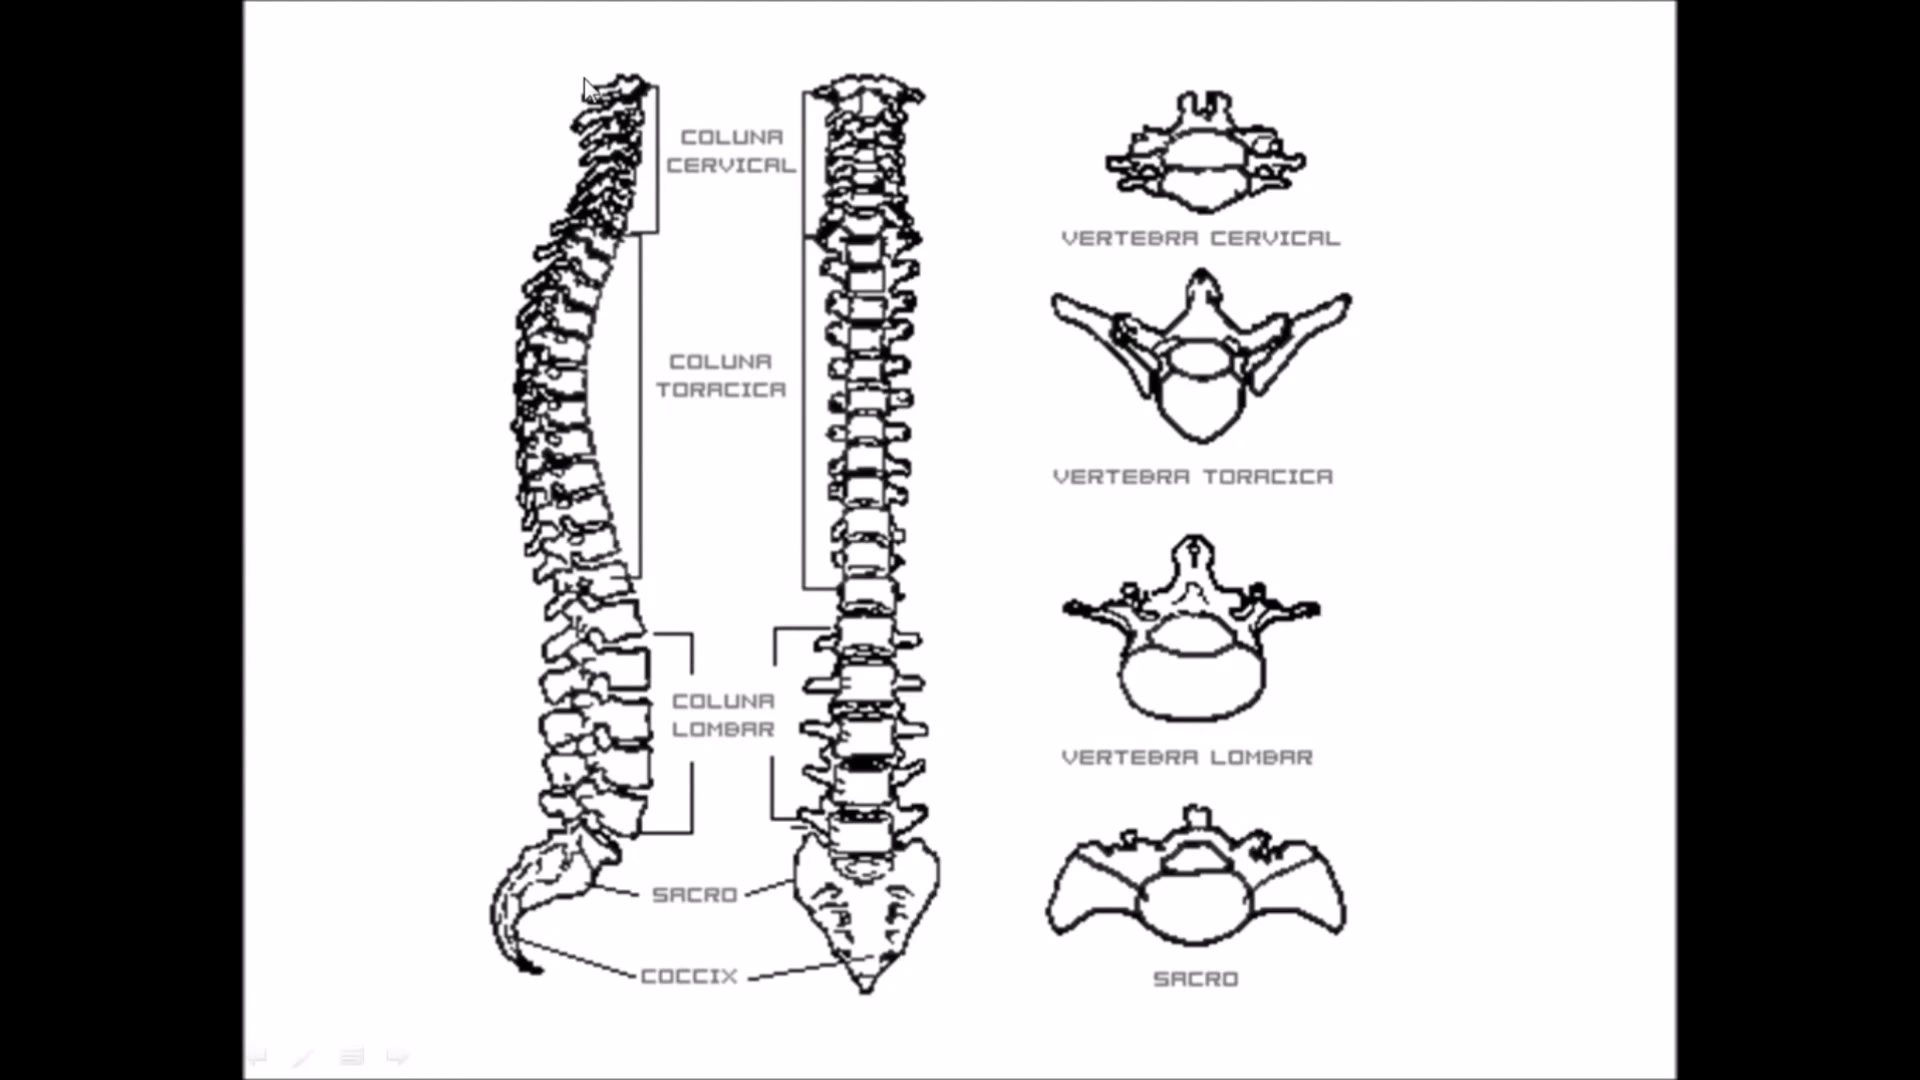 COLUNA
CERVICAL
COLUNA
TORACICA
COLUNA
LOMBAR
SACRO
COCCIX
VERTEBRA CERVICAL
VERTEBRA TORACICA
VERTEBRA LOMBAR
SACRO